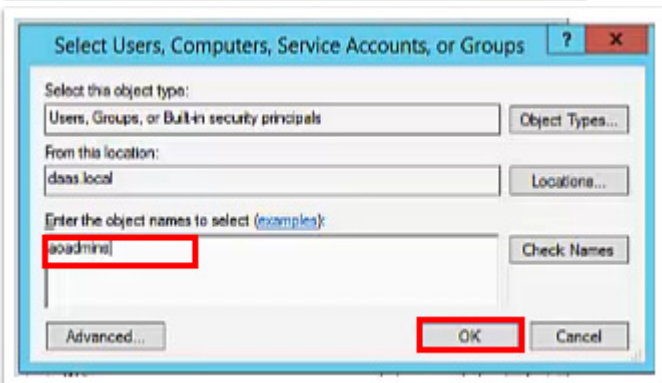 Select Users, Computers, Service Accounts, or Groups ? x
Select this object type:
Users, Groups, or Built-in security principals Object Types...
From this location:
daas.local Locations...
Enter the object names to select (examples):
aoadmins Check Names
Advanced... OK Cancel